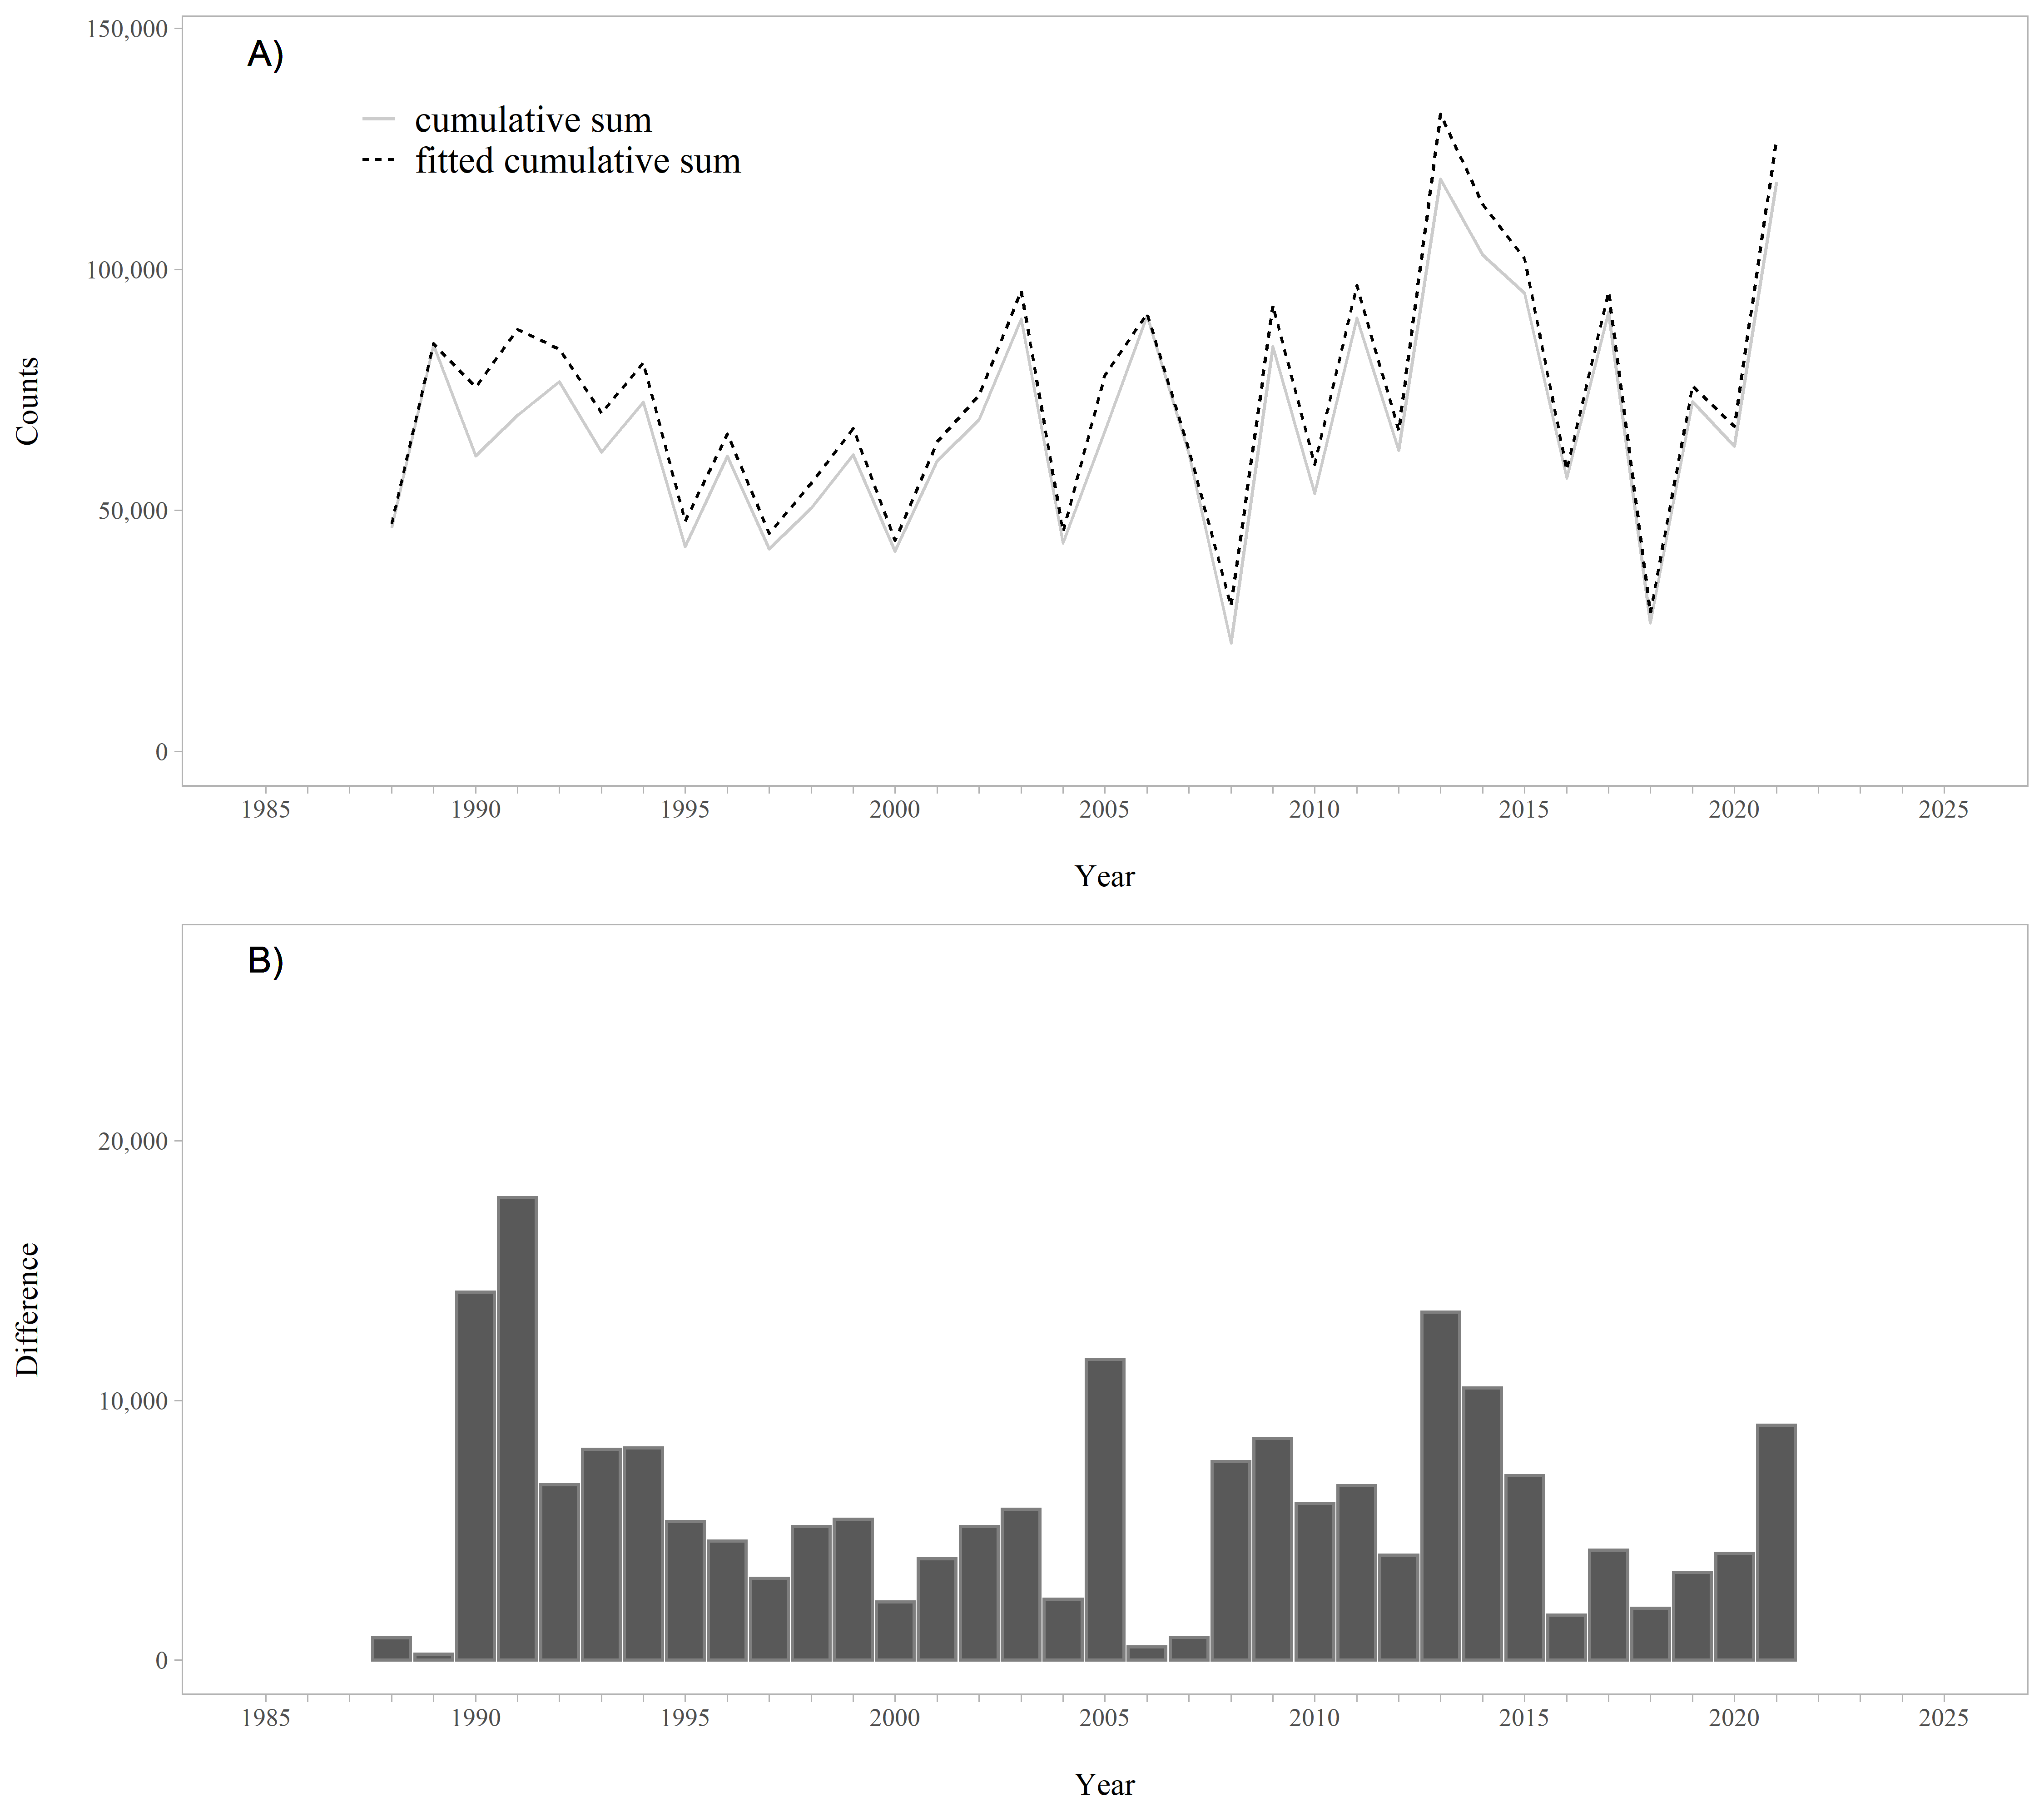 A)
150,000
100,000
50,000
0
Counts
cumulative sum
fitted cumulative sum
1985 1990 1995 2000 2005 2010 2015 2020 2025
Year
B)
20,000
10,000
0
Difference
1985 1990 1995 2000 2005 2010 2015 2020 2025
Year